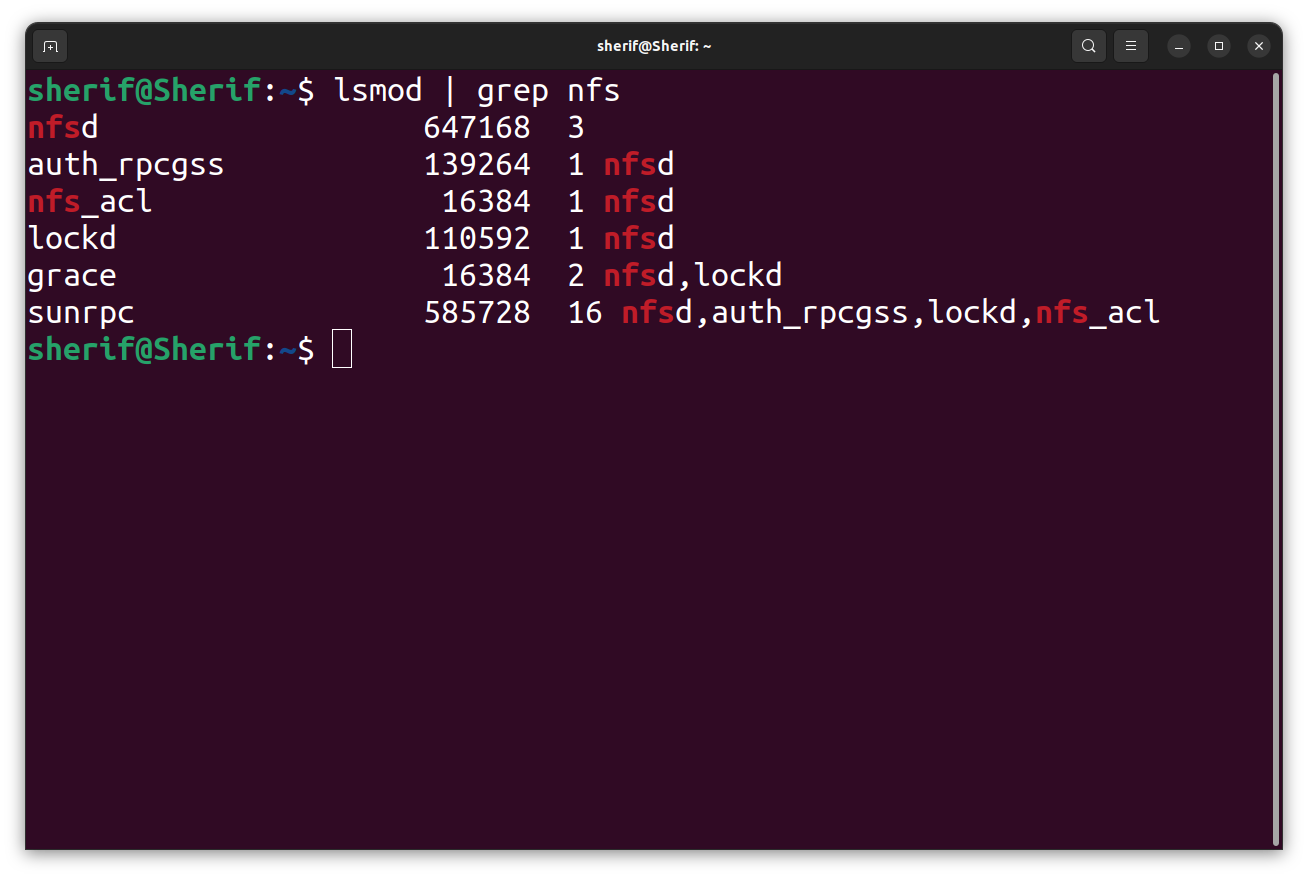 sherif@Sherif: ~
sherif@Sherif:~$ lsmod | grep nfs
nfsd                  647168  3
auth_rpcgss           139264  1 nfsd
nfs_acl                16384  1 nfsd
lockd                 110592  1 nfsd
grace                  16384  2 nfsd,lockd
sunrpc                585728  16 nfsd,auth_rpcgss,lockd,nfs_acl
sherif@Sherif:~$